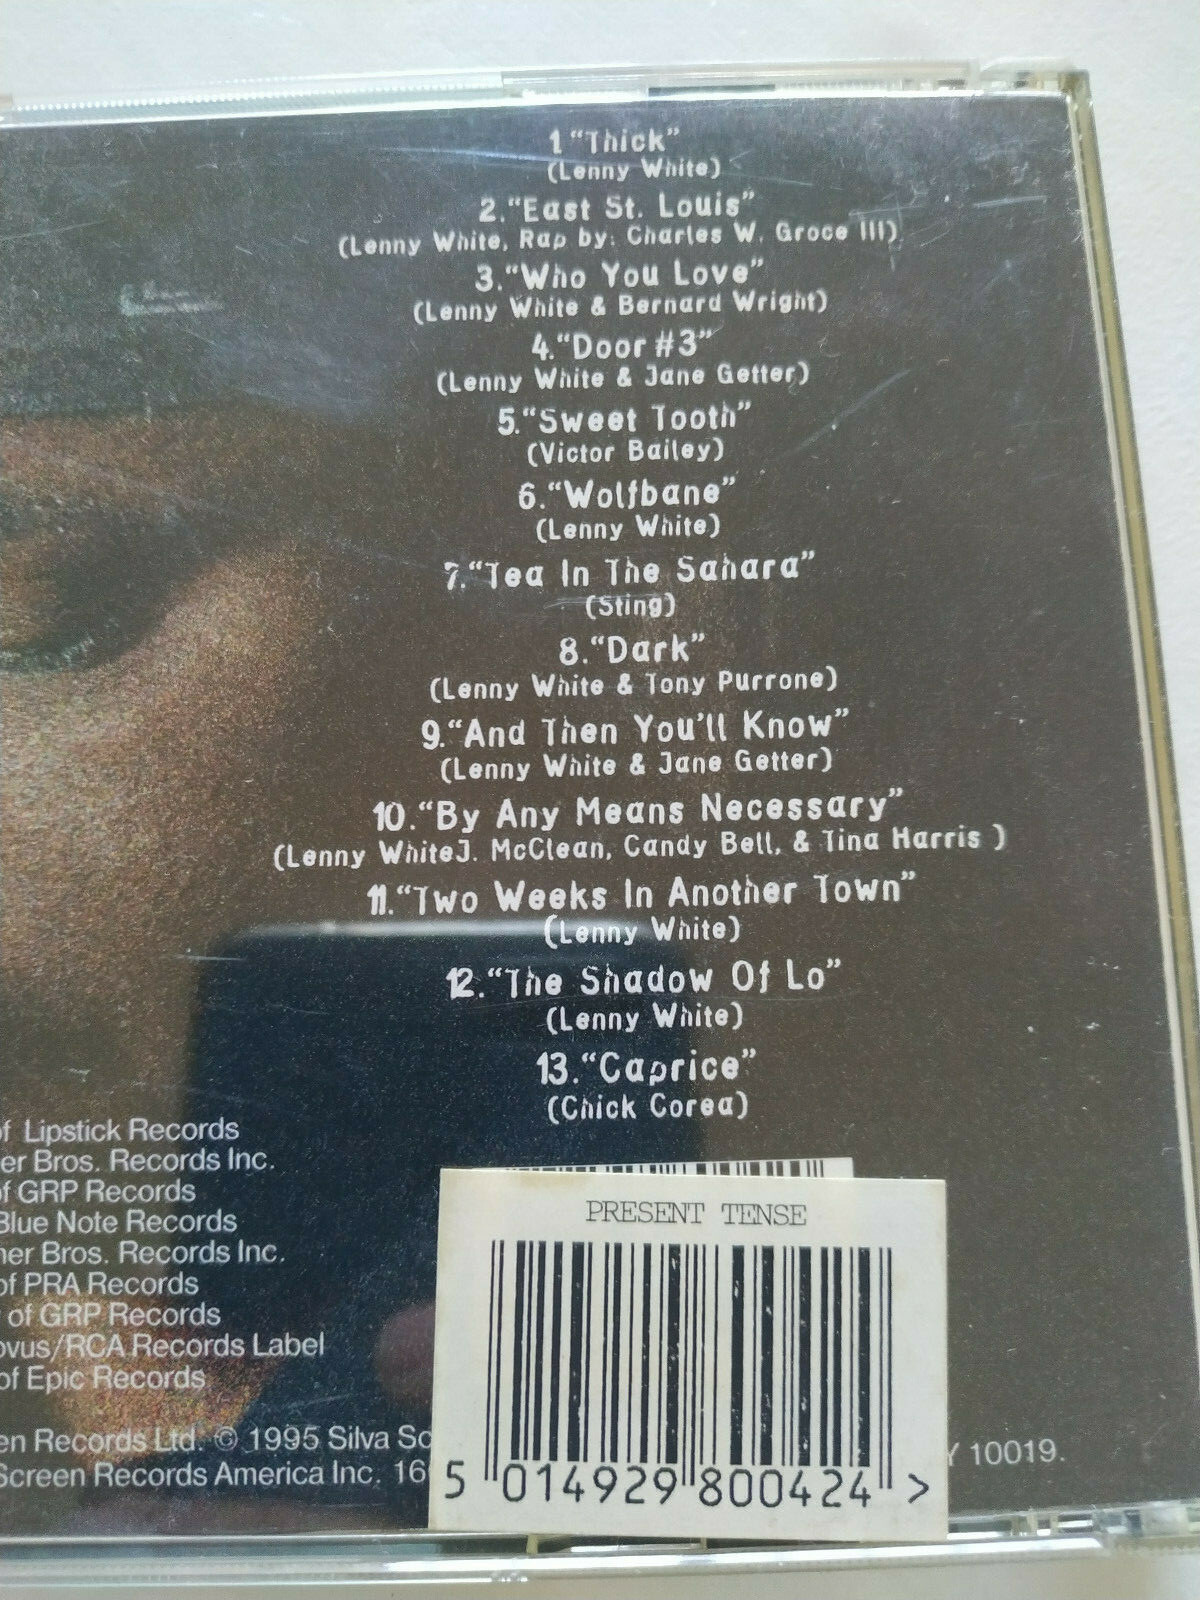 1. “Thick”
(Lenny White)
2. “East St. Louis”
(Lenny White, Rap by: Charles W. Groce III)
3. “Who You Love”
(Lenny White & Bernard Wright)
4. “Door #3”
(Lenny White & Jane Getter)
5. “Sweet Tooth”
(Victor Bailey)
6. “Wolfbane”
(Lenny White)
7. “Tea In The Sahara”
(Sting)
8. “Dark”
(Lenny White & Tony Purrone)
9. “And Then You'll Know”
(Lenny White & Jane Getter)
10. “By Any Means Necessary”
(Lenny WhiteJ. McClean, Candy Bell, & Tina Harris )
11. “Two Weeks In Another Town”
(Lenny White)
12. “The Shadow Of Lo”
(Lenny White)
13. “Caprice”
(Chick Corea)
of Lipstick Records
er Bros. Records Inc.
of GRP Records
Blue Note Records
ner Bros. Records Inc.
of PRA Records
of GRP Records
ovus/RCA Records Label
of Epic Records
en Records Ltd. © 1995 Silva Sc
Screen Records America Inc. 16
Y 10019.
PRESENT TENSE
5 014929 800424 >